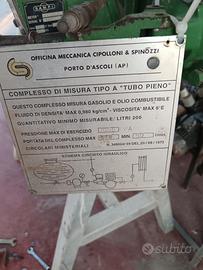 OFFICINA MECCANICA CIPOLLONI & SPINOZZI
PORTO D'ASCOLI (AP)
COMPLESSO DI MISURA TIPO A "TUBO PIENO"
QUESTO COMPLESSO MISURA GASOLIO E OLIO COMBUSTIBILE
FLUIDO DI DENSITA' MAX 0,980 kg/cm³ - VISCOSITA' MAX 6°E
QUANTITATIVO MINIMO MISURABILE: LITRI 200
PRESSIONE MAX DI ESERCIZIO
PORTATA DEL COMPLESSO MAX MIN.
CIRCOLARI MINISTERIALI
SCHEMA CIRCUITO IDRAULICO
subito